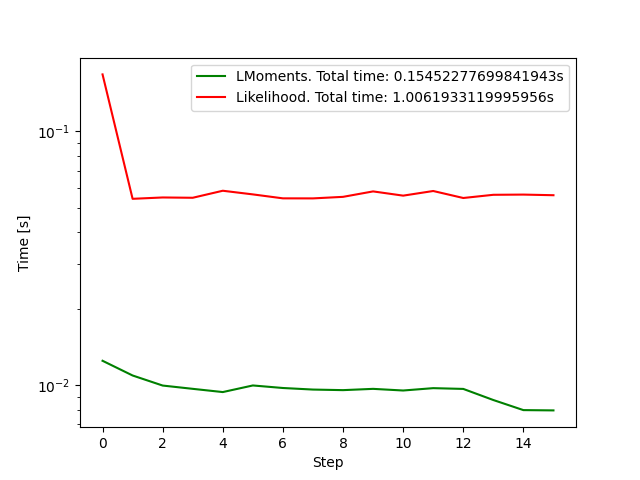 LMoments. Total time: 0.15452277699841943s
Likelihood. Total time: 1.0061933119995956s
10^{-1}
10^{-2}
Time [s]
0 2 4 6 8 10 12 14
Step